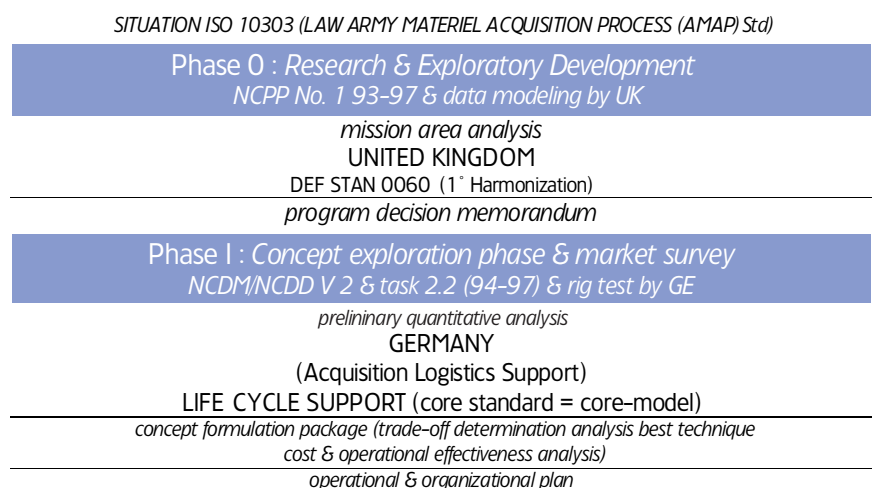 SITUATION ISO 10303 (LAW ARMY MATERIEL ACQUISITION PROCESS (AMAP) Std)
Phase 0 : Research & Exploratory Development
NCPP No. 1 93-97 & data modeling by UK
mission area analysis
UNITED KINGDOM
DEF STAN 0060 (1° Harmonization)
program decision memorandum
Phase I : Concept exploration phase & market survey
NCDM/NCDD V 2 & task 2.2 (94-97) & rig test by GE
prelininary quantitative analysis
GERMANY
(Acquisition Logistics Support)
LIFE CYCLE SUPPORT (core standard = core-model)
concept formulation package (trade-off determination analysis best technique
cost & operational effectiveness analysis)
operational & organizational plan